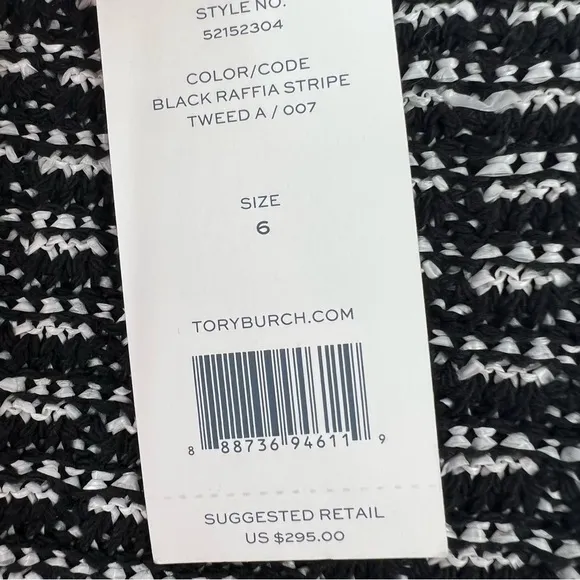 STYLE NO.
52152304
COLOR/CODE
BLACK RAFFIA STRIPE
TWEED A / 007
SIZE
6
TORYBURCH.COM
8 88736 94611 9
SUGGESTED RETAIL
US $295.00